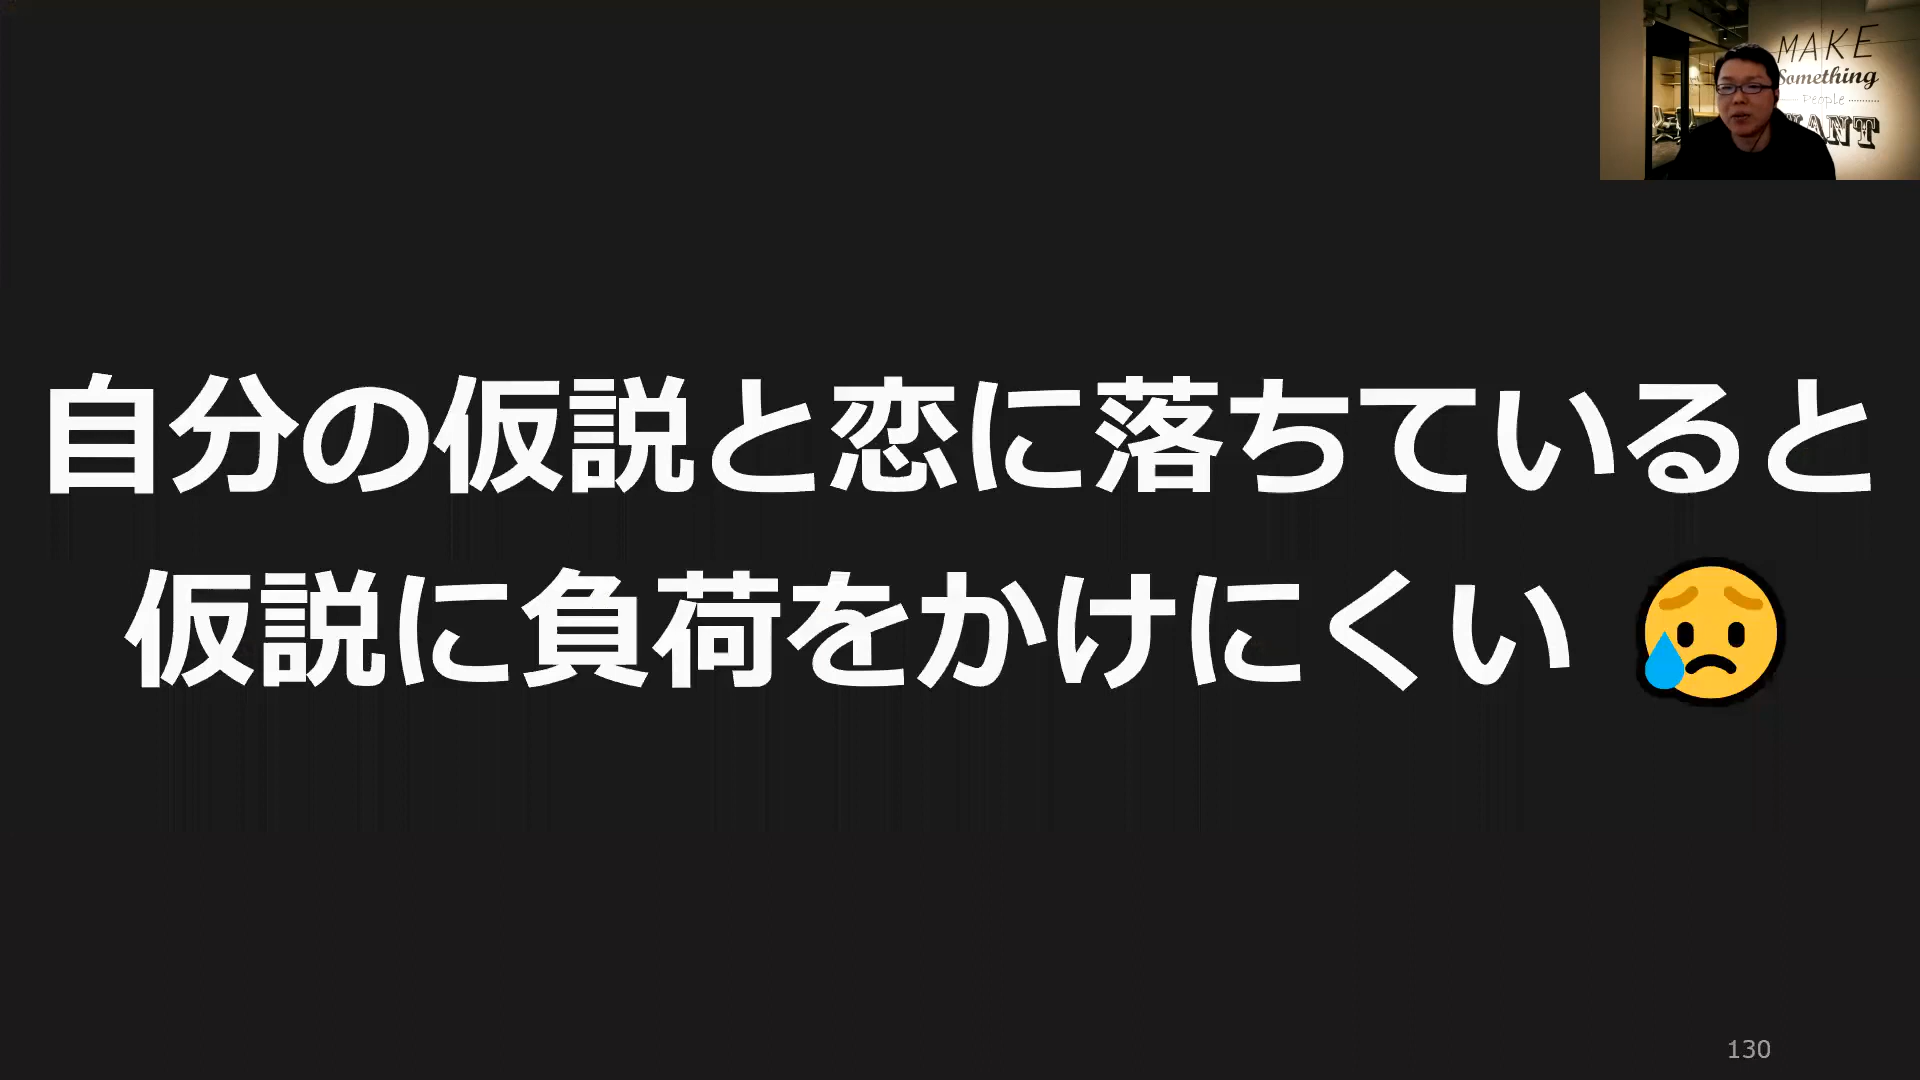 MAKE
Something
People
WANT
自分の仮説と恋に落ちていると
仮説に負荷をかけにくい 😥
130